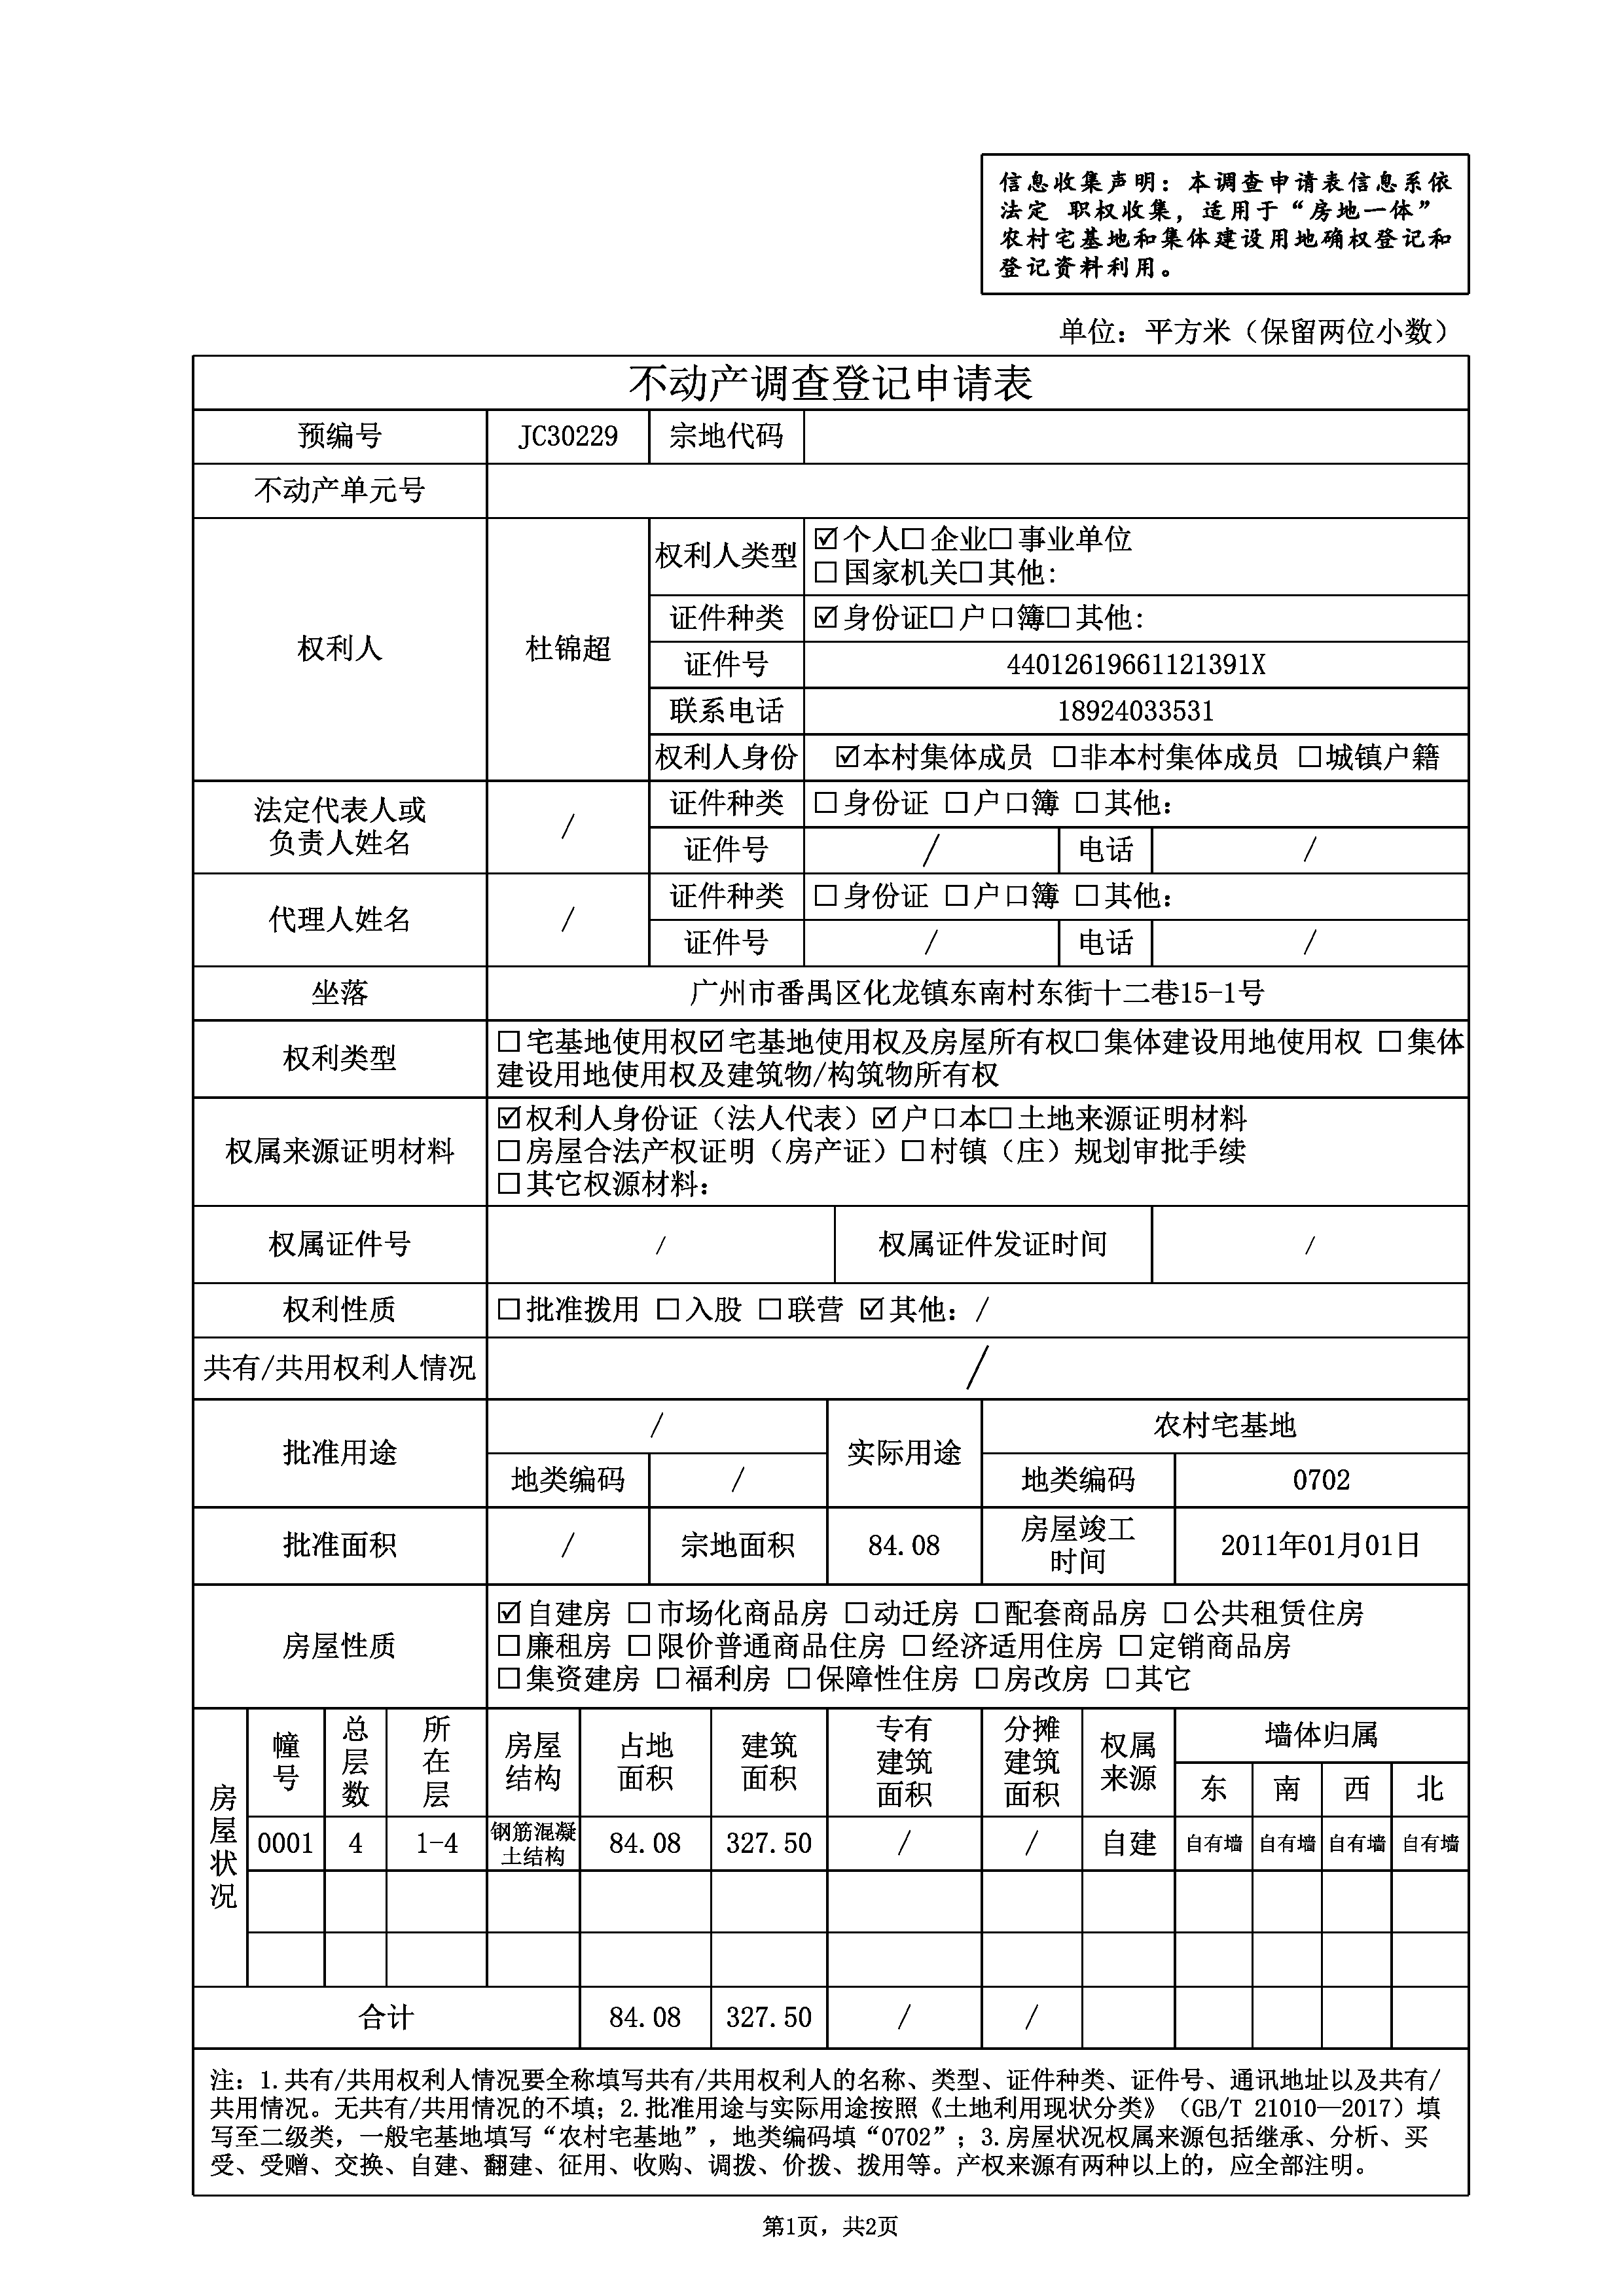 信息收集声明：本调查申请表信息系依
法定 职权收集，适用于“房地一体”
农村宅基地和集体建设用地确权登记和
登记资料利用。
单位：平方米（保留两位小数）
不动产调查登记申请表
预编号 JC30229 宗地代码
不动产单元号
权利人 杜锦超
权利人类型 ☑个人☐企业☐事业单位
☐国家机关☐其他:
证件种类 ☑身份证☐户口簿☐其他:
证件号 44012619661121391X
联系电话 18924033531
权利人身份 ☑本村集体成员 ☐非本村集体成员 ☐城镇户籍
法定代表人或
负责人姓名 /
证件种类 ☐身份证 ☐户口簿 ☐其他：
证件号 / 电话 /
代理人姓名 /
证件种类 ☐身份证 ☐户口簿 ☐其他：
证件号 / 电话 /
坐落 广州市番禺区化龙镇东南村东街十二巷15-1号
权利类型 ☐宅基地使用权☑宅基地使用权及房屋所有权☐集体建设用地使用权 ☐集体
建设用地使用权及建筑物/构筑物所有权
权属来源证明材料 ☑权利人身份证（法人代表）☑户口本☐土地来源证明材料
☐房屋合法产权证明（房产证）☐村镇（庄）规划审批手续
☐其它权源材料：
权属证件号 / 权属证件发证时间 /
权利性质 ☐批准拨用 ☐入股 ☐联营 ☑其他：/
共有/共用权利人情况 /
批准用途 / 实际用途 农村宅基地
地类编码 / 地类编码 0702
批准面积 / 宗地面积 84.08 房屋竣工
时间 2011年01月01日
房屋性质 ☑自建房 ☐市场化商品房 ☐动迁房 ☐配套商品房 ☐公共租赁住房
☐廉租房 ☐限价普通商品住房 ☐经济适用住房 ☐定销商品房
☐集资建房 ☐福利房 ☐保障性住房 ☐房改房 ☐其它
房屋状况
幢号 总层数 所在层 房屋结构 占地面积 建筑面积 专有建筑面积 分摊建筑面积 权属来源 墙体归属
东 南 西 北
0001 4 1-4 钢筋混凝土结构 84.08 327.50 / / 自建 自有墙 自有墙 自有墙 自有墙
合计 84.08 327.50 / /
注：1.共有/共用权利人情况要全称填写共有/共用权利人的名称、类型、证件种类、证件号、通讯地址以及共有/
共用情况。无共有/共用情况的不填；2.批准用途与实际用途按照《土地利用现状分类》（GB/T 21010—2017）填
写至二级类，一般宅基地填写“农村宅基地”，地类编码填“0702”；3.房屋状况权属来源包括继承、分析、买
受、受赠、交换、自建、翻建、征用、收购、调拨、价拨、拨用等。产权来源有两种以上的，应全部注明。
第1页，共2页